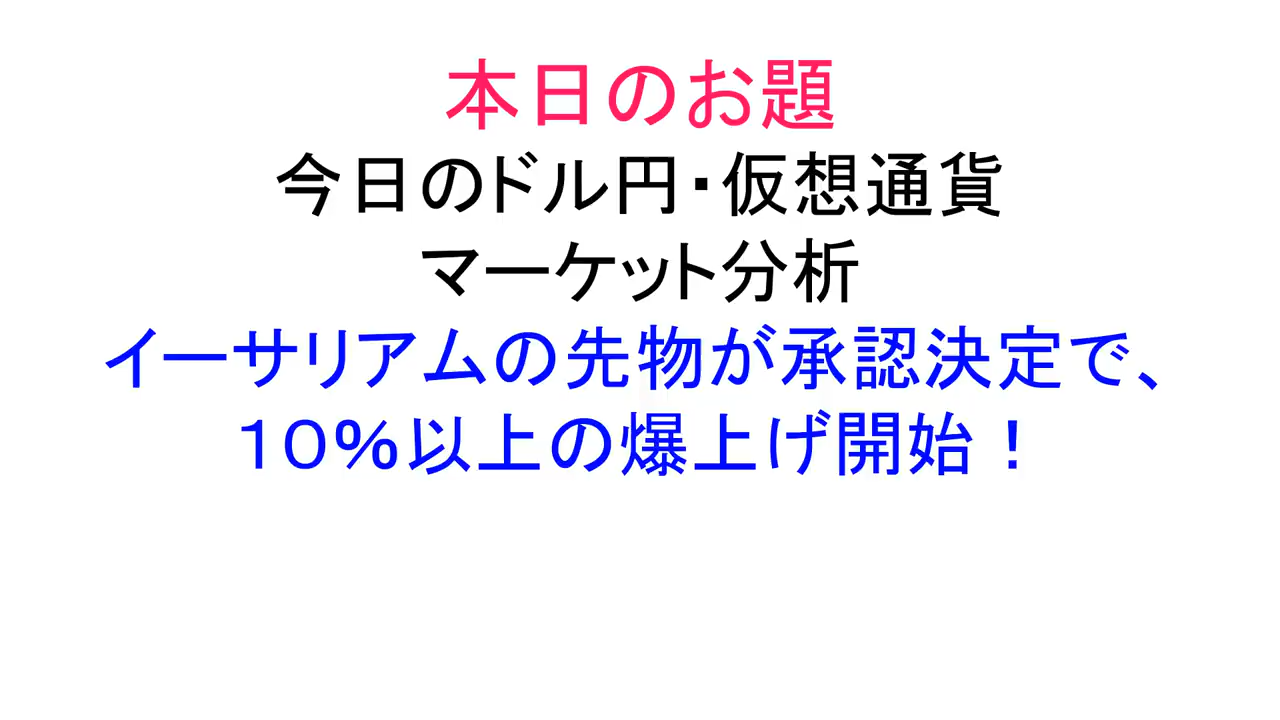 本日のお題
今日のドル円・仮想通貨
マーケット分析
イーサリアムの先物が承認決定で、
１０％以上の爆上げ開始！